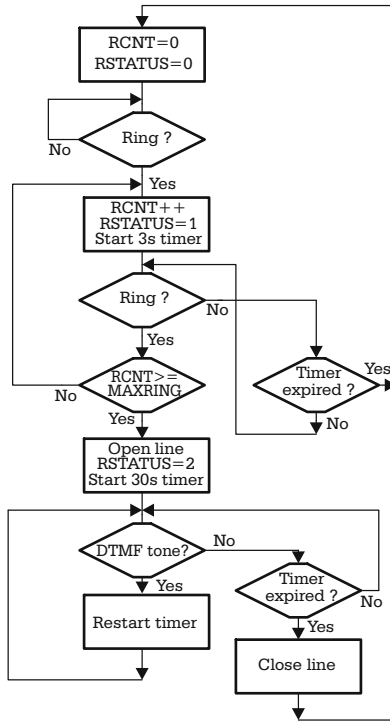 RCNT=0
RSTATUS=0
Ring ?
No
Yes
RCNT++
RSTATUS=1
Start 3s timer
Ring ?
No
Yes
RCNT>=
MAXRING
No
Yes
Timer
expired ?
Yes
No
Open line
RSTATUS=2
Start 30s timer
DTMF tone?
No
Yes
Timer
expired ?
No
Yes
Restart timer
Close line